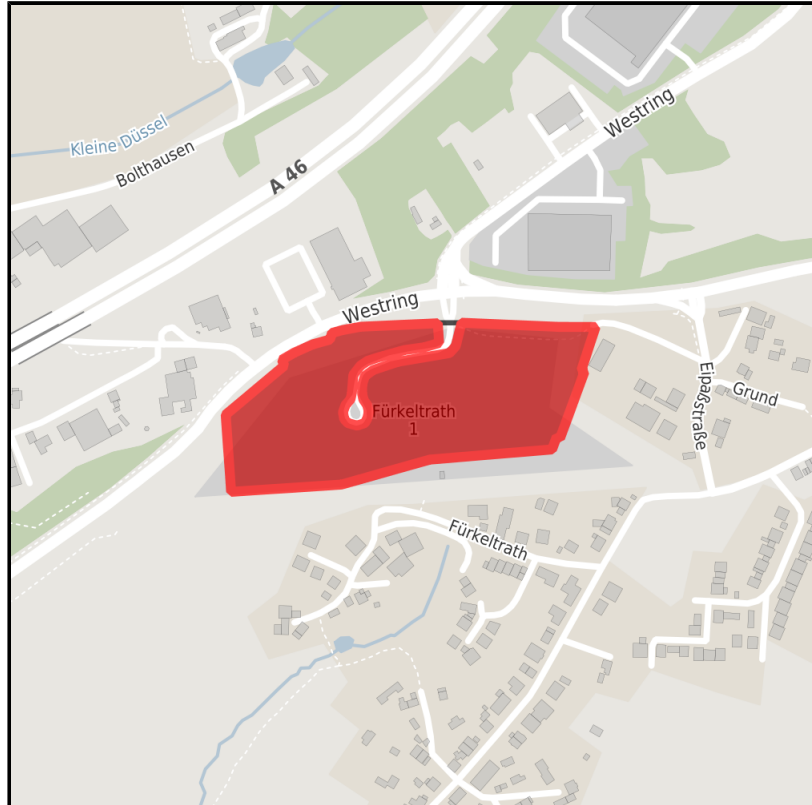 Westring
Kleine Düssel
Bolthausen
A 46
Westring
Eipaßstraße
Grund
Fürkeltrath
1
Fürkeltrath